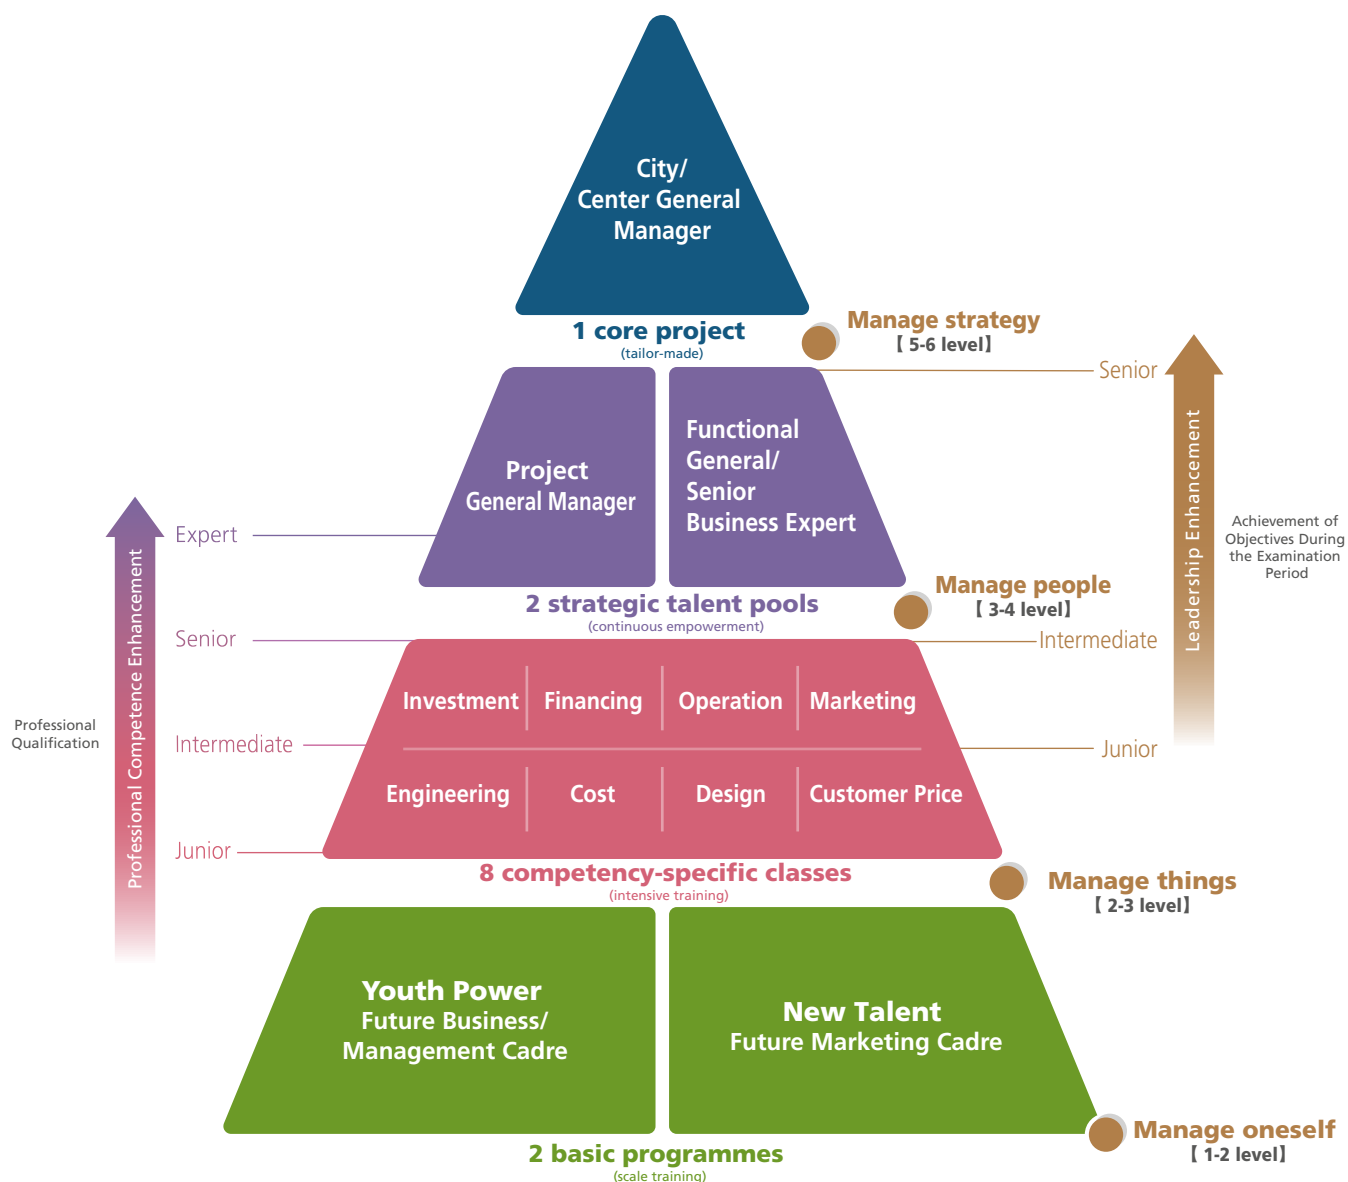 City/
Center General
Manager
1 core project
(tailor-made)
Manage strategy
【 5-6 level】
Senior
Project
General Manager
Functional
General/
Senior
Business Expert
Expert
Leadership Enhancement
Achievement of
Objectives During
the Examination
Period
2 strategic talent pools
(continuous empowerment)
Manage people
【 3-4 level】
Senior
Intermediate
Professional Competence Enhancement
Professional
Qualification
Investment
Financing
Operation
Marketing
Intermediate
Junior
Engineering
Cost
Design
Customer Price
Junior
8 competency-specific classes
(intensive training)
Manage things
【 2-3 level】
Youth Power
Future Business/
Management Cadre
New Talent
Future Marketing Cadre
Manage oneself
【 1-2 level】
2 basic programmes
(scale training)